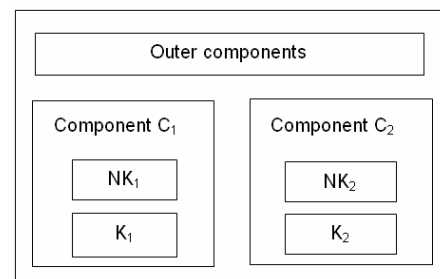 Outer components
Component C₁
NK₁
K₁
Component C₂
NK₂
K₂